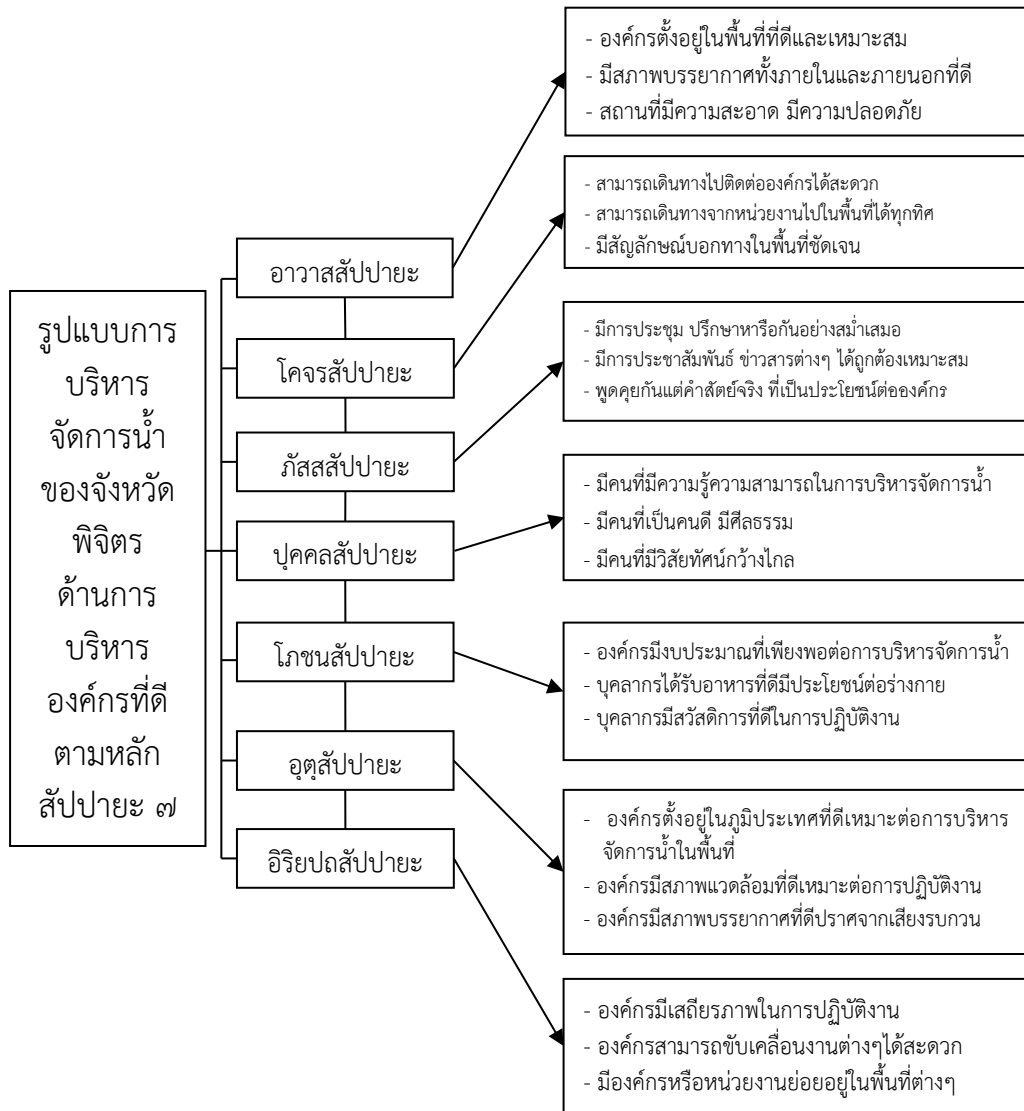 รูปแบบการ
บริหาร
จัดการน้ำ
ของจังหวัด
พิจิตร
ด้านการ
บริหาร
องค์กรที่ดี
ตามหลัก
สัปปายะ ๗
อาวาสสัปปายะ
โคจรสัปปายะ
ภัสสสัปปายะ
ปุคคลสัปปายะ
โภชนสัปปายะ
อุตุสัปปายะ
อิริยปถสัปปายะ
- องค์กรตั้งอยู่ในพื้นที่ที่ดีและเหมาะสม
- มีสภาพบรรยากาศทั้งภายในและภายนอกที่ดี
- สถานที่มีความสะอาด มีความปลอดภัย
- สามารถเดินทางไปติดต่อองค์กรได้สะดวก
- สามารถเดินทางจากหน่วยงานไปในพื้นที่ได้ทุกทิศ
- มีสัญลักษณ์บอกทางในพื้นที่ชัดเจน
- มีการประชุม ปรึกษาหารือกันอย่างสม่ำเสมอ
- มีการประชาสัมพันธ์ ข่าวสารต่างๆ ได้ถูกต้องเหมาะสม
- พูดคุยกันแต่คำสัตย์จริง ที่เป็นประโยชน์ต่อองค์กร
- มีคนที่มีความรู้ความสามารถในการบริหารจัดการน้ำ
- มีคนที่เป็นคนดี มีศีลธรรม
- มีคนที่มีวิสัยทัศน์กว้างไกล
- องค์กรมีงบประมาณที่เพียงพอต่อการบริหารจัดการน้ำ
- บุคลากรได้รับอาหารที่ดีมีประโยชน์ต่อร่างกาย
- บุคลากรมีสวัสดิการที่ดีในการปฏิบัติงาน
- องค์กรตั้งอยู่ในภูมิประเทศที่ดีเหมาะต่อการบริหาร
จัดการน้ำในพื้นที่
- องค์กรมีสภาพแวดล้อมที่ดีเหมาะต่อการปฏิบัติงาน
- องค์กรมีสภาพบรรยากาศที่ดีปราศจากเสียงรบกวน
- องค์กรมีเสถียรภาพในการปฏิบัติงาน
- องค์กรสามารถขับเคลื่อนงานต่างๆได้สะดวก
- มีองค์กรหรือหน่วยงานย่อยอยู่ในพื้นที่ต่างๆ